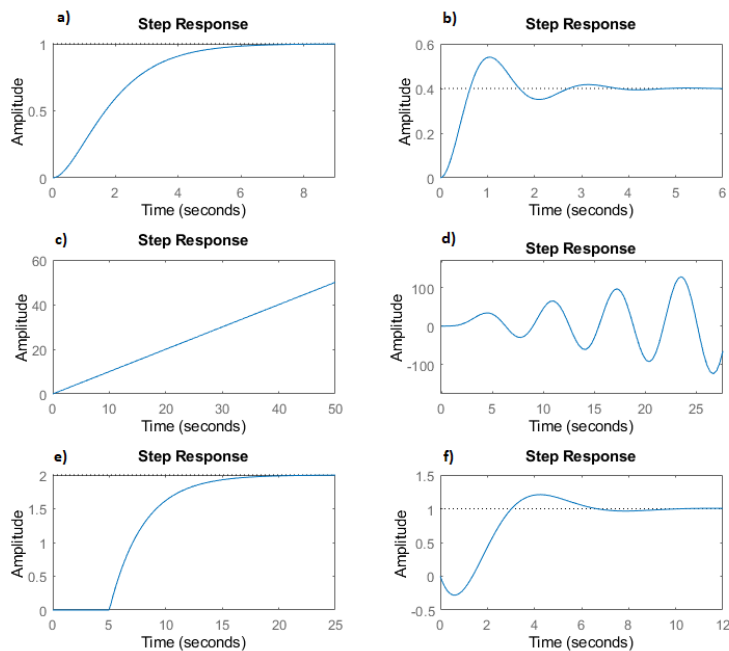 a)
Step Response
Amplitude
1
0.5
0
0 2 4 6 8
Time (seconds)
b)
Step Response
Amplitude
0.6
0.4
0.2
0
0 1 2 3 4 5 6
Time (seconds)
c)
Step Response
Amplitude
60
40
20
0
0 10 20 30 40 50
Time (seconds)
d)
Step Response
Amplitude
100
0
-100
0 5 10 15 20 25
Time (seconds)
e)
Step Response
Amplitude
2
1.5
1
0.5
0
0 5 10 15 20 25
Time (seconds)
f)
Step Response
Amplitude
1.5
1
0.5
0
-0.5
0 2 4 6 8 10 12
Time (seconds)